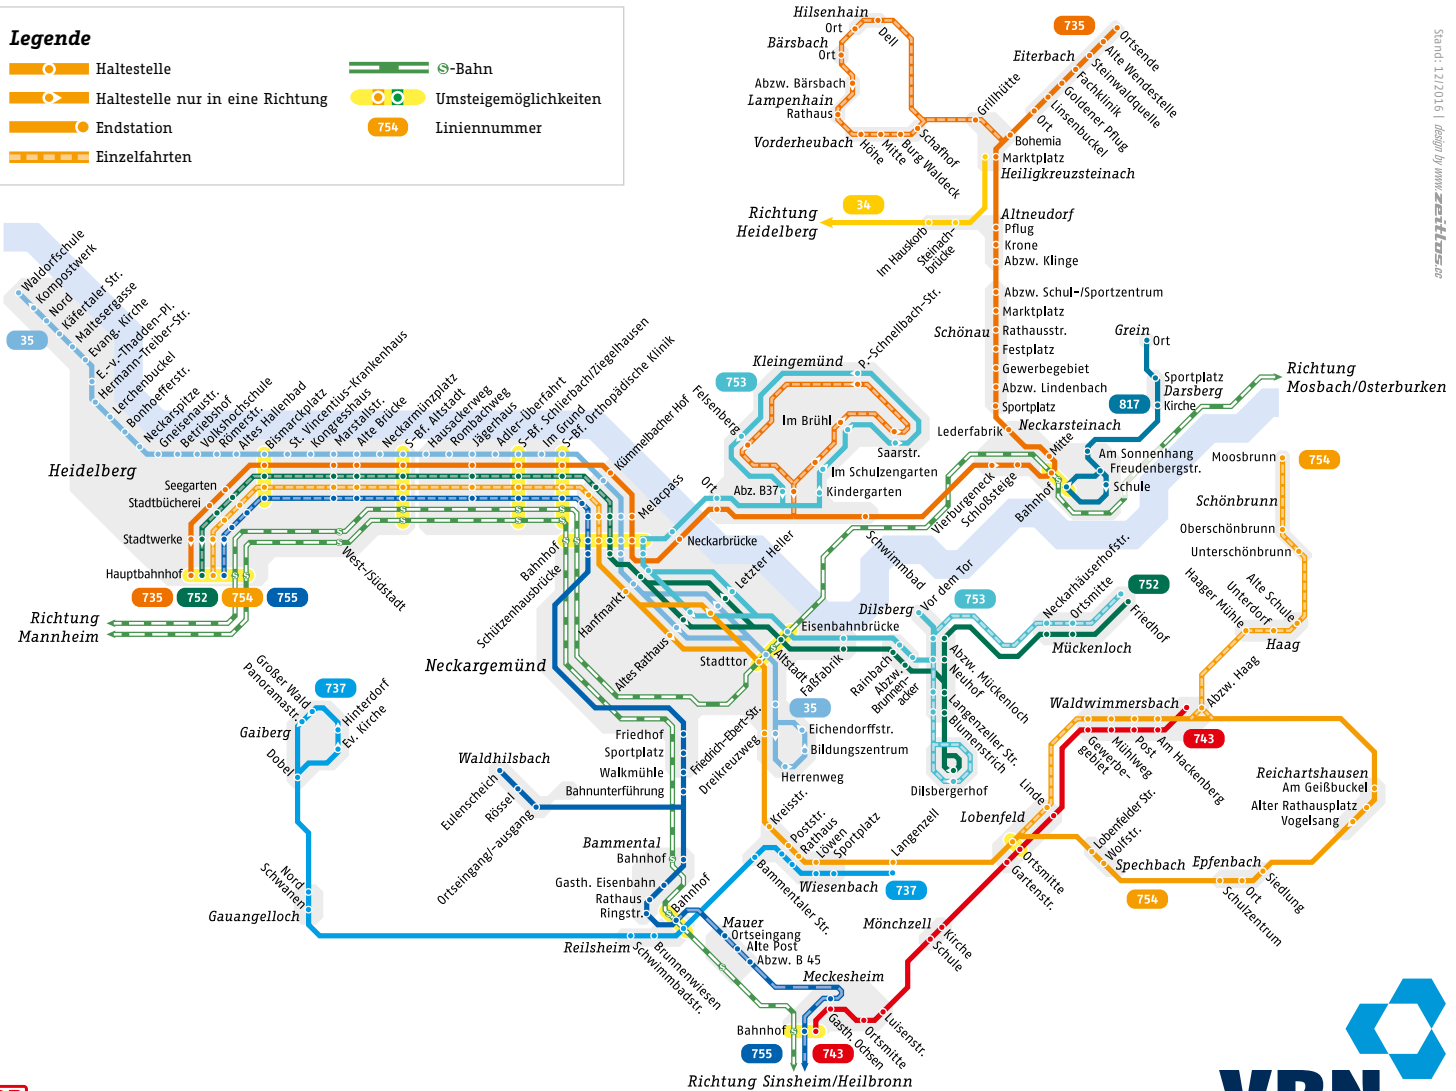 Legende
Haltestelle
Haltestelle nur in eine Richtung
Endstation
Einzelfahrten
S-Bahn
Umsteigemöglichkeiten
754
Liniennummer
Stand: 12/2016 | design by www.zeitlos.cc
Hilsenhain
Ort
Dell
Bärsbach
Ort
Abzw. Bärsbach
Lampenhain
Rathaus
Vorderheubach
Höhe
Mitte
Burg Waldeck
Schafhof
Grillhütte
735
Eiterbach
Ortsende
Alte Wendestelle
Steinwaldquelle
Fachklinik
Goldener Pflug
Linsenbuckel
Ort
Bohemia
Marktplatz
Heiligkreuzsteinach
Richtung
Heidelberg
34
Im Hauskorb
Steinach-
brücke
Altneudorf
Pflug
Krone
Abzw. Klinge
Abzw. Schul-/Sportzentrum
Marktplatz
Schönau
Rathausstr.
Festplatz
Gewerbegebiet
Abzw. Lindenbach
Sportplatz
Lederfabrik
Neckarsteinach
Mitte
Bahnhof
Grein
Ort
Sportplatz
Darsberg
Kirche
817
Am Sonnenhang
Freudenbergstr.
Schule
Richtung
Mosbach/Osterburken
35
Waldorfschule
Kompostwerk
Nord
Käfertaler Str.
Maltesergasse
Evang. Kirche
E.-v.-Thadden-Pl.
Hermann-Treiber-Str.
Lerchenbuckel
Bonhoefferstr.
Neckarspitze
Gneisenaustr.
Betriebshof
Volkshochschule
Römerstr.
Altes Hallenbad
Bismarckplatz
St. Vincentius-Krankenhaus
Kongresshaus
Marstallstr.
Alte Brücke
Neckarmünzplatz
S-Bf. Altstadt
Hausackerweg
Rombachweg
Jägerhaus
Adler-Überfahrt
S-Bf. Schlierbach/Ziegelhausen
Im Grund
S-Bf. Orthopädische Klinik
Kümmelbacher Hof
Melacpass
Heidelberg
Seegarten
Stadtbücherei
Stadtwerke
Hauptbahnhof
735
752
754
755
West-/Südstadt
Richtung
Mannheim
Kleingemünd
753
P.-Schnellbach-Str.
Felsenberg
Im Brühl
Saarstr.
Im Schulzengarten
Kindergarten
Abz. B37
Ort
Neckarbrücke
Letzter Heller
Schwimmbad
Vierburgeneck
Schloßsteige
Bahnhof
Schützenhausbrücke
Hanfmarkt
Altes Rathaus
Stadttor
Altstadt
Neckargemünd
Eisenbahnbrücke
Faßfabrik
Rainbach
Abzw.
Brunnen-
acker
Dilsberg
Vor dem Tor
753
Abzw. Mückenloch
Neuhof
Langenzeller Str.
Blumenstrich
Dilsbergerhof
Neckarhäuserhofstr.
Ortsmitte
752
Friedhof
Mückenloch
Moosbrunn
754
Schönbrunn
Oberschönbrunn
Unterschönbrunn
Haager Mühle
Unterdorf
Alte Schule
Haag
Abzw. Haag
Waldwimmersbach
743
Gewerbe-
gebiet
Mühlweg
Post
Am Hackenberg
Reichartshausen
Am Geißbuckel
Alter Rathausplatz
Vogelsang
Epfenbach
Siedlung
Ort
Schulzentrum
754
Spechbach
Lobenfelder Str.
Wolfstr.
Lobenfeld
Linde
Ortsmitte
Gartenstr.
Mönchzell
Kirche
Schule
Luisenstr.
Ortsmitte
Gasth. Ochsen
Meckesheim
Bahnhof
755
743
Richtung Sinsheim/Heilbronn
Mauer
Ortseingang
Alte Post
Abzw. B 45
Bahnhof
Friedrich-Ebert-Str.
Dreikreuzweg
35
Eichendorffstr.
Bildungszentrum
Herrenweg
Kreisstr.
Poststr.
Rathaus
Löwen
Sportplatz
Langenzell
Wiesenbach
737
Bammentaler Str.
Friedhof
Sportplatz
Walkmühle
Bahnunterführung
Waldhilsbach
Eulenscheich
Rössel
Ortseingang/-ausgang
Bammental
Bahnhof
Gasth. Eisenbahn
Rathaus
Ringstr.
Reilsheim
Schwimmbadstr.
Brunnenwiesen
737
Großer Wald
Panoramastr.
Hinterdorf
Ev. Kirche
Gaiberg
Dobel
Nord
Schwanen
Gauangelloch
VRN